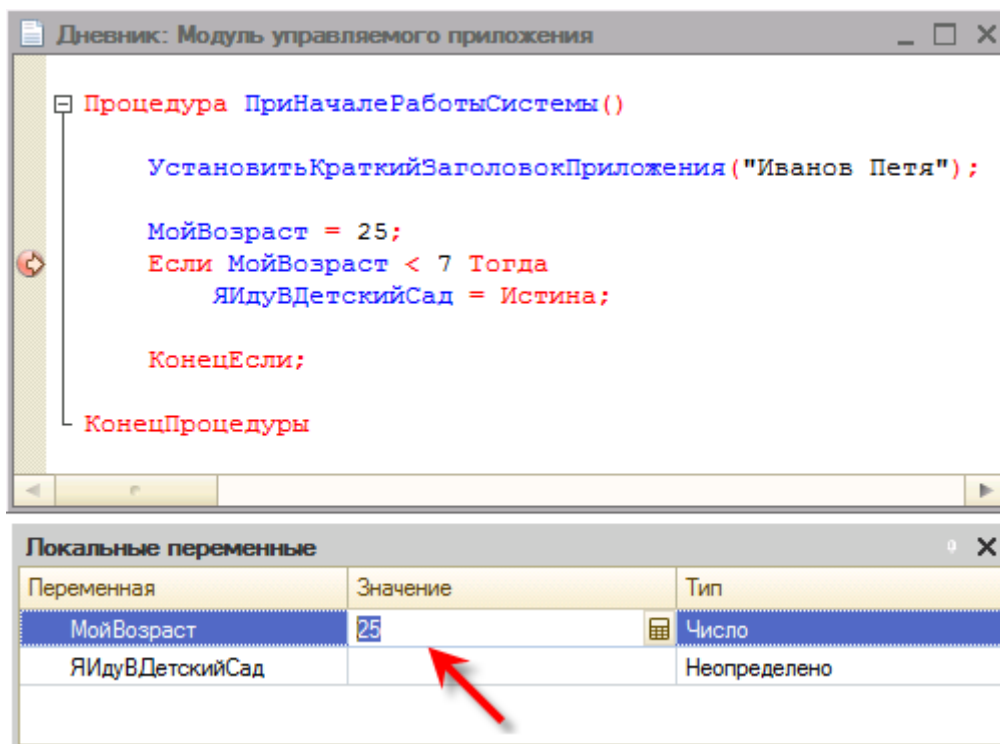 Дневник: Модуль управляемого приложения
Процедура ПриНачалеРаботыСистемы()
УстановитьКраткийЗаголовокПриложения("Иванов Петя");
МойВозраст = 25;
Если МойВозраст < 7 Тогда
ЯИдуВДетскийСад = Истина;
КонецЕсли;
КонецПроцедуры
Локальные переменные
Переменная Значение Тип
МойВозраст 25 Число
ЯИдуВДетскийСад Неопределено